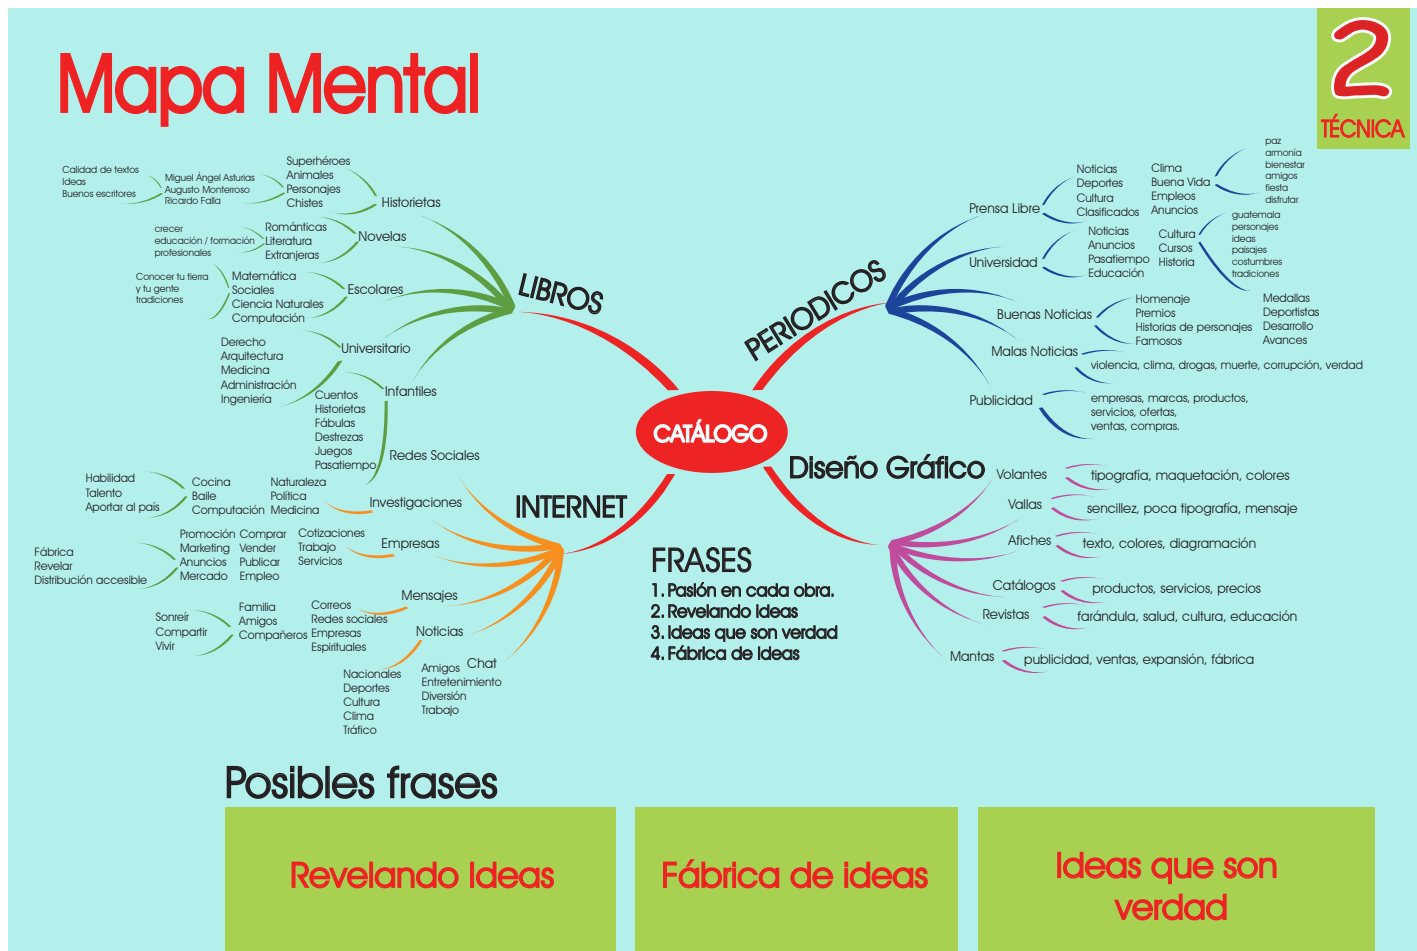 Mapa Mental
2
TÉCNICA
LIBROS
Historietas
Superhéroes
Animales
Personajes
Chistes
Miguel Ángel Asturias
Augusto Monterroso
Ricardo Falla
Calidad de textos
Ideas
Buenos escritores
Novelas
Románticas
Literatura
Extranjeras
crecer
educación / formación
profesionales
Escolares
Matemática
Sociales
Ciencia Naturales
Computación
Conocer tu tierra
y tu gente
tradiciones
Universitario
Derecho
Arquitectura
Medicina
Administración
Ingeniería
Infantiles
Cuentos
Historietas
Fábulas
Destrezas
Juegos
Pasatiempo
PERIODICOS
Prensa Libre
Noticias
Deportes
Cultura
Clasificados
Clima
Buena Vida
Empleos
Anuncios
paz
armonía
bienestar
amigos
fiesta
disfrutar
Universidad
Noticias
Anuncios
Pasatiempo
Educación
Cultura
Cursos
Historia
guatemala
personajes
ideas
paisajes
costumbres
tradiciones
Buenas Noticias
Homenaje
Premios
Historias de personajes
Famosos
Medallas
Deportistas
Desarrollo
Avances
Malas Noticias
violencia, clima, drogas, muerte, corrupción, verdad
Publicidad
empresas, marcas, productos,
servicios, ofertas,
ventas, compras.
CATÁLOGO
INTERNET
Redes Sociales
Investigaciones
Naturaleza
Política
Medicina
Cocina
Baile
Computación
Habilidad
Talento
Aportar al país
Empresas
Cotizaciones
Trabajo
Servicios
Comprar
Vender
Publicar
Empleo
Promoción
Marketing
Anuncios
Mercado
Fábrica
Revelar
Distribución accesible
Mensajes
Correos
Redes sociales
Empresas
Espirituales
Familia
Amigos
Compañeros
Sonreír
Compartir
Vivir
Noticias
Nacionales
Deportes
Cultura
Clima
Tráfico
Chat
Amigos
Entretenimiento
Diversión
Trabajo
Diseño Gráfico
Volantes
tipografía, maquetación, colores
Vallas
sencillez, poca tipografía, mensaje
Afiches
texto, colores, diagramación
Catálogos
productos, servicios, precios
Revistas
farándula, salud, cultura, educación
Mantas
publicidad, ventas, expansión, fábrica
FRASES
1. Pasión en cada obra.
2. Revelando Ideas
3. Ideas que son verdad
4. Fábrica de Ideas
Posibles frases
Revelando Ideas
Fábrica de ideas
Ideas que son
verdad